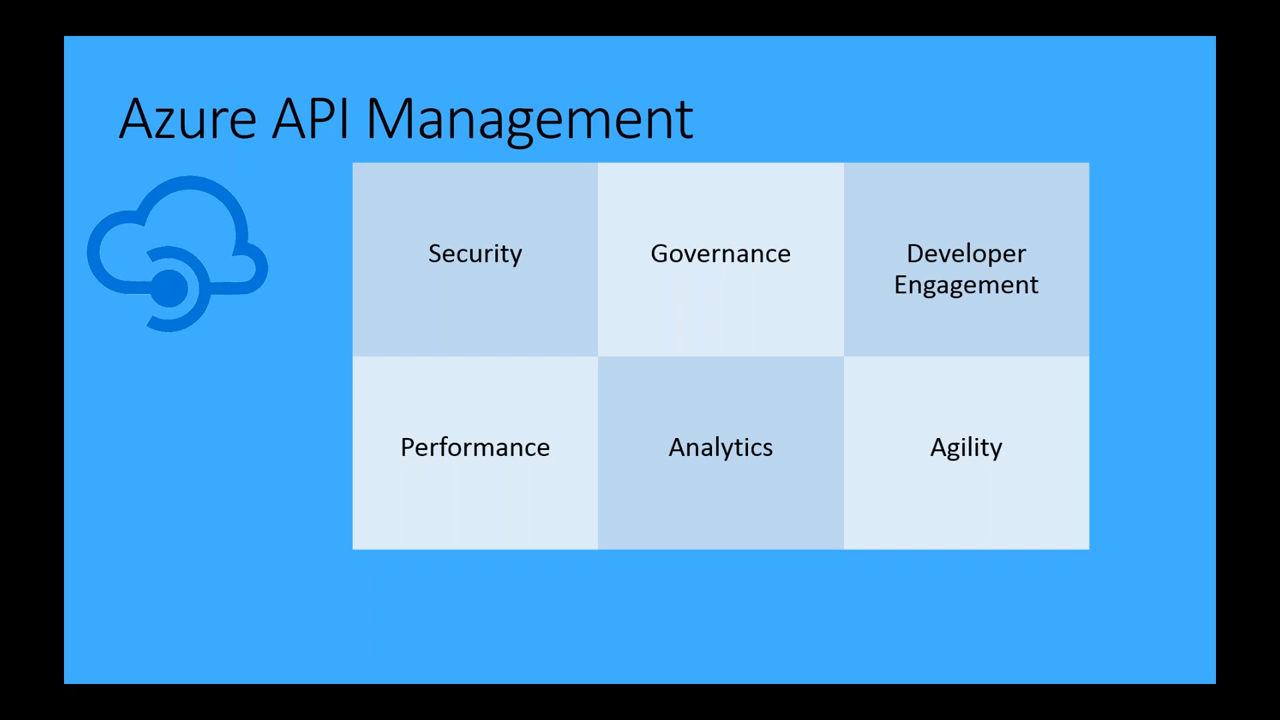 Azure API Management
Security
Governance
Developer
Engagement
Performance
Analytics
Agility